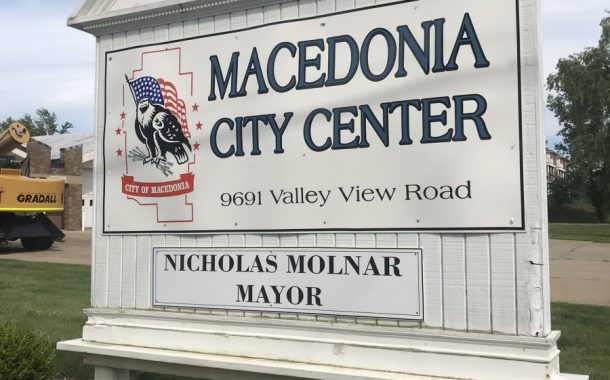 MACEDONIA
CITY CENTER
CITY OF MACEDONIA
9691 Valley View Road
NICHOLAS MOLNAR
MAYOR
GRADALL